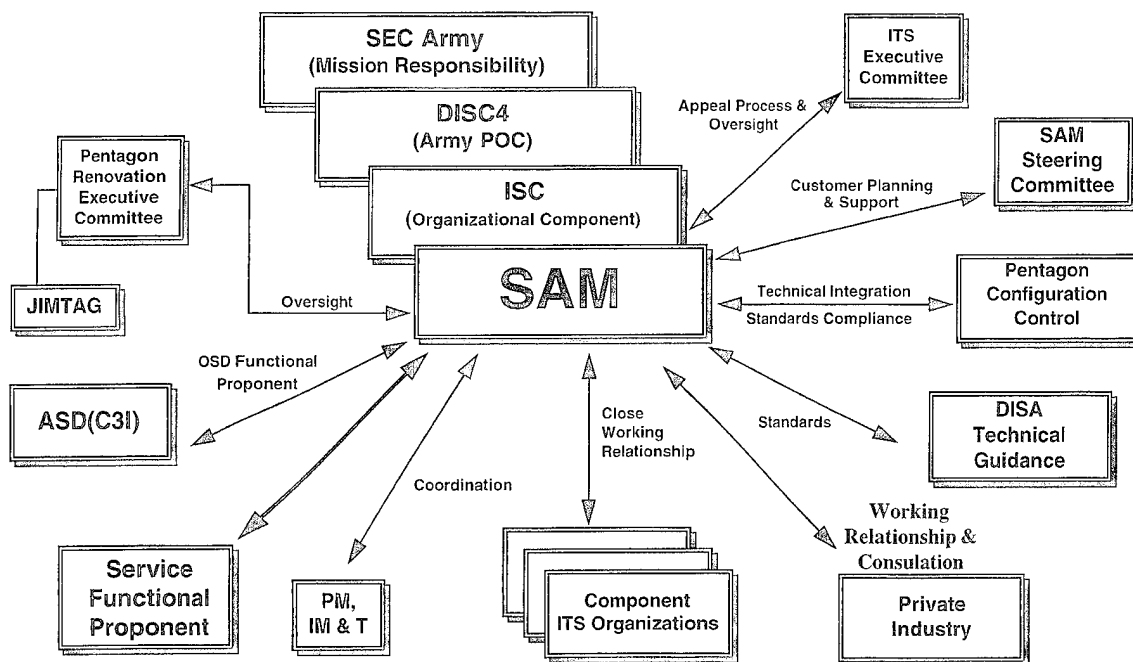 SEC Army
(Mission Responsibility)
DISC4
(Army POC)
ISC
(Organizational Component)
SAM
ITS
Executive
Committee
Appeal Process &
Oversight
SAM
Steering
Committee
Customer Planning
& Support
Pentagon
Renovation
Executive
Committee
JIMTAG
Oversight
Technical Integration
Standards Compliance
Pentagon
Configuration
Control
OSD Functional
Proponent
ASD(C3I)
Close
Working
Relationship
Standards
DISA
Technical
Guidance
Coordination
Working
Relationship &
Consulation
Service
Functional
Proponent
PM,
IM & T
Component
ITS Organizations
Private
Industry